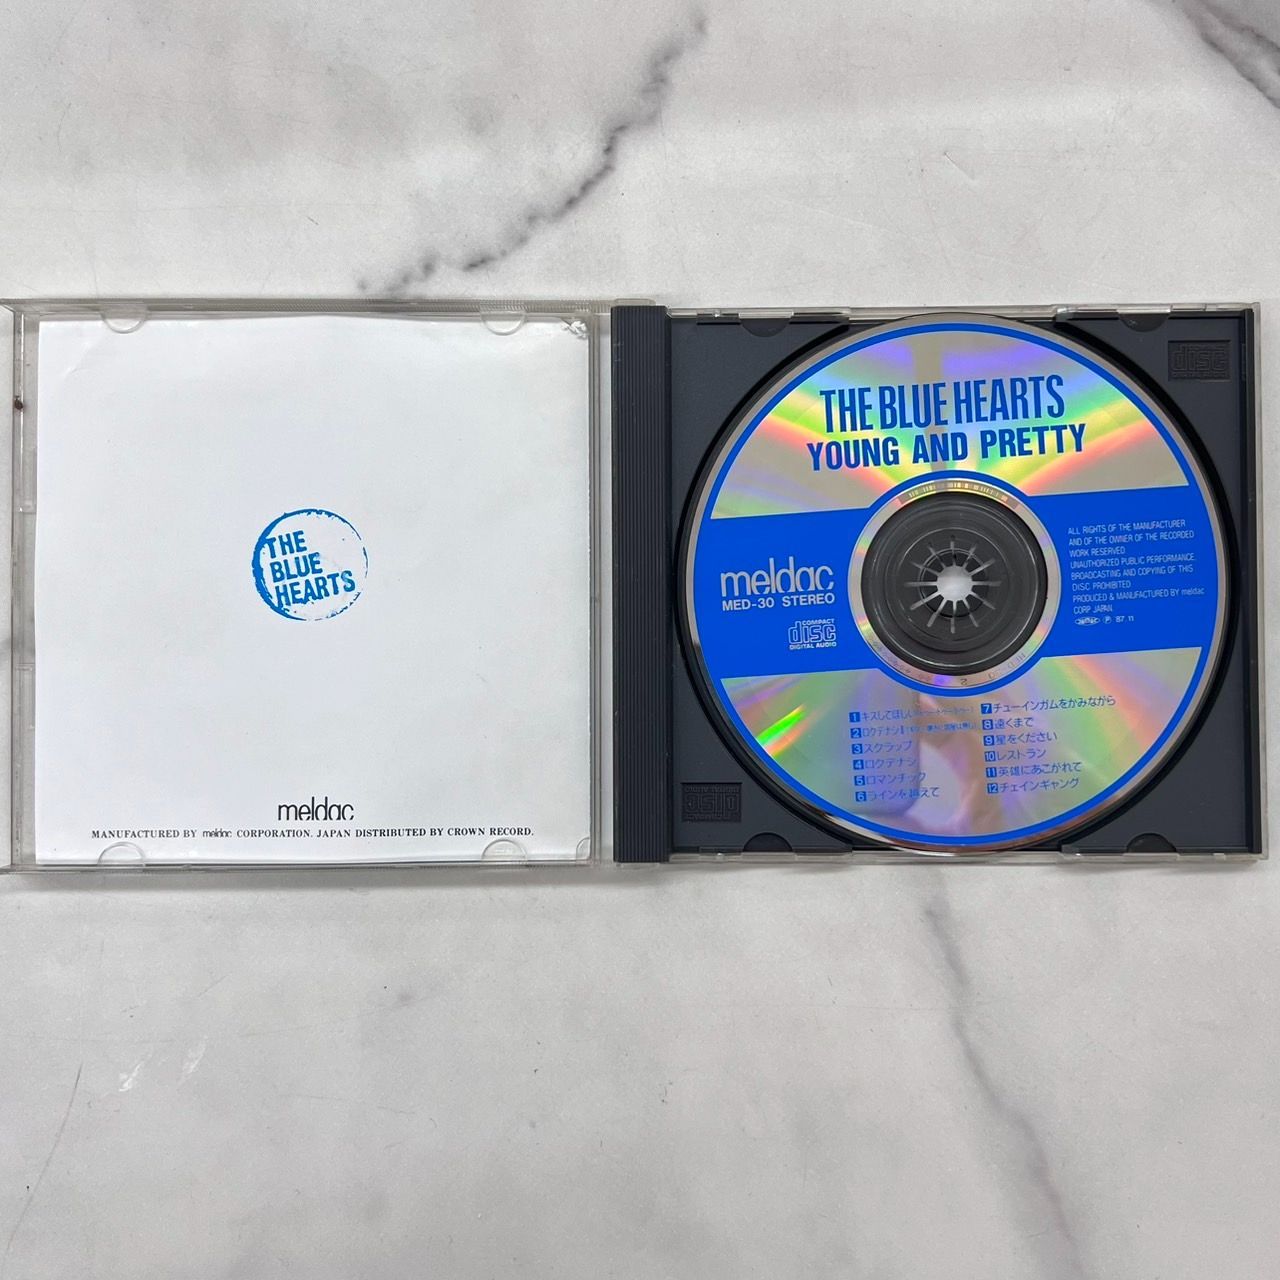 THE
BLUE
HEARTS
meldac
MANUFACTURED BY meldac CORPORATION. JAPAN DISTRIBUTED BY CROWN RECORD.
THE BLUE HEARTS
YOUNG AND PRETTY
meldac
MED-30 STEREO
COMPACT
disc
DIGITAL AUDIO
ALL RIGHTS OF THE MANUFACTURER
AND OF THE OWNER OF THE RECORDED
WORK RESERVED
UNAUTHORIZED PUBLIC PERFORMANCE,
BROADCASTING AND COPYING OF THIS
DISC PROHIBITED
PRODUCED & MANUFACTURED BY meldac
CORP JAPAN.
Ⓟ '87. 11
1 キスしてほしい
2 ロクデナシⅡ
3 スクラップ
4 ロクデナシ
5 ロマンチック
6 ラインを越えて
7 チューインガムをかみながら
8 遠くまで
9 星をください
10 レストラン
11 英雄にあこがれて
12 チェインギャング
COMPACT
disc
DIGITAL AUDIO
COMPACT
disc
DIGITAL AUDIO